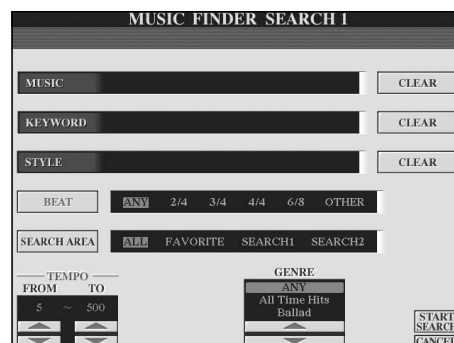 MUSIC FINDER SEARCH 1
MUSIC CLEAR
KEYWORD CLEAR
STYLE CLEAR
BEAT ANY 2/4 3/4 4/4 6/8 OTHER
SEARCH AREA ALL FAVORITE SEARCH1 SEARCH2
TEMPO
FROM TO
5 ~ 500
GENRE
ANY
All Time Hits
Ballad
START
SEARCH
CANCEL